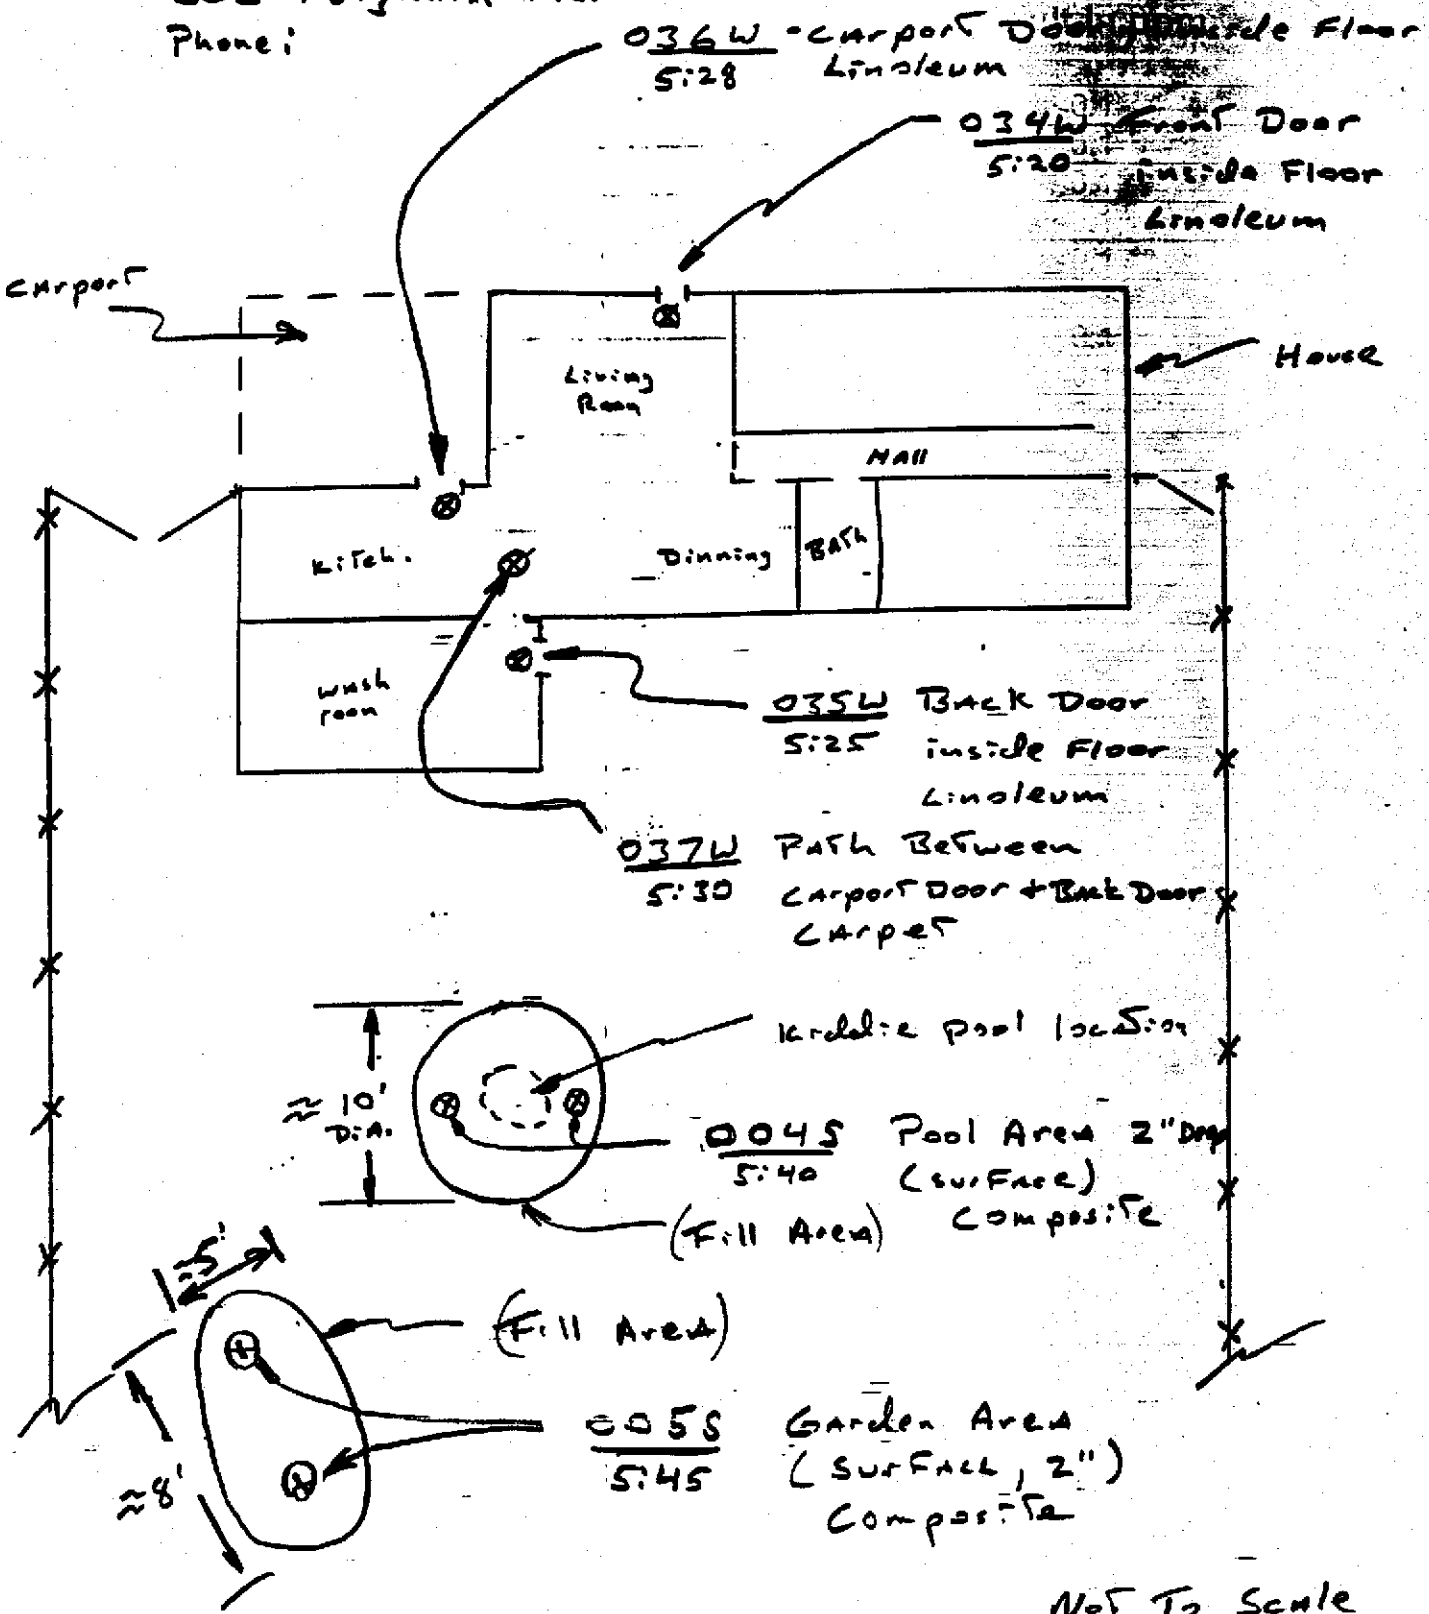 Phone:
036W - Carport Door inside Floor
5:28 Linoleum
034W Front Door
5:20 inside Floor
Linoleum
Carport
House
Living
Room
Hall
Kitch.
Dinning
Bath
Wash
room
035W Back Door
5:25 inside Floor
Linoleum
037W Path Between
5:30 Carport Door + Back Door
Carpet
Kiddie pool location
≈ 10'
Dia.
004S Pool Area 2" Deep
5:40 (surface)
Composite
(Fill Area)
≈5'
(Fill Area)
005S Garden Area
5:45 (Surface, 2")
Composite
≈8'
Not To Scale